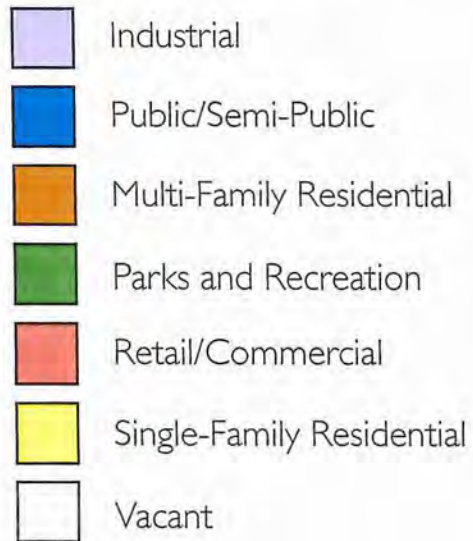 Industrial
Public/Semi-Public
Multi-Family Residential
Parks and Recreation
Retail/Commercial
Single-Family Residential
Vacant